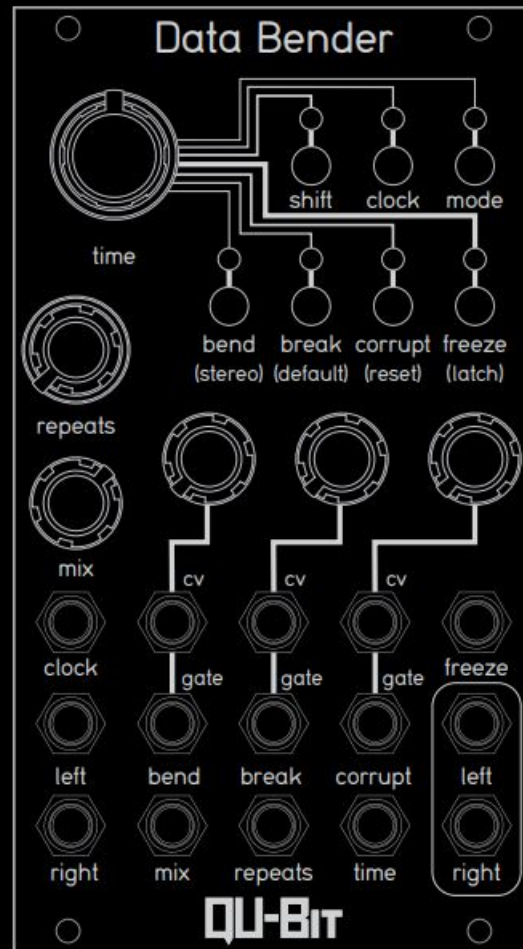 Data Bender
shift clock mode
time
bend break corrupt freeze
(stereo) (default) (reset) (latch)
repeats
mix
cv cv cv
clock freeze
gate gate gate
left bend break corrupt left
right mix repeats time right
QU-BIT